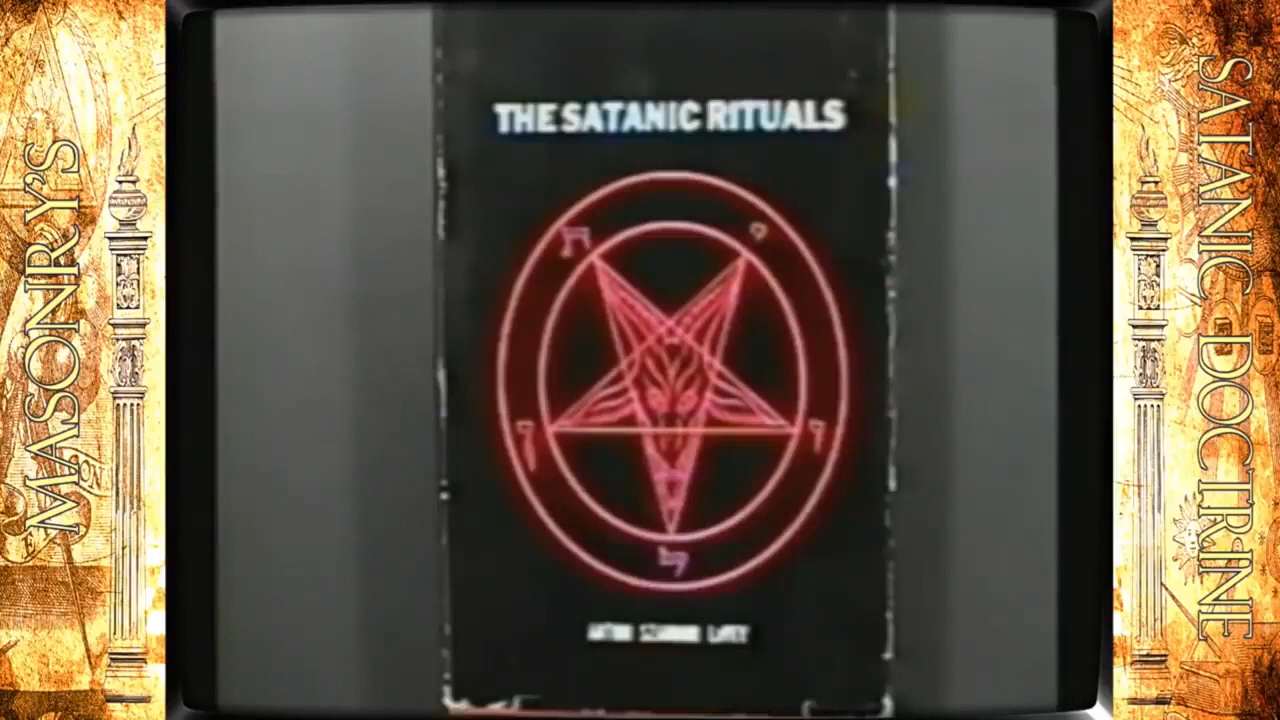 MASONRY'S
THE SATANIC RITUALS
ל
SATANIC DOCTRINE